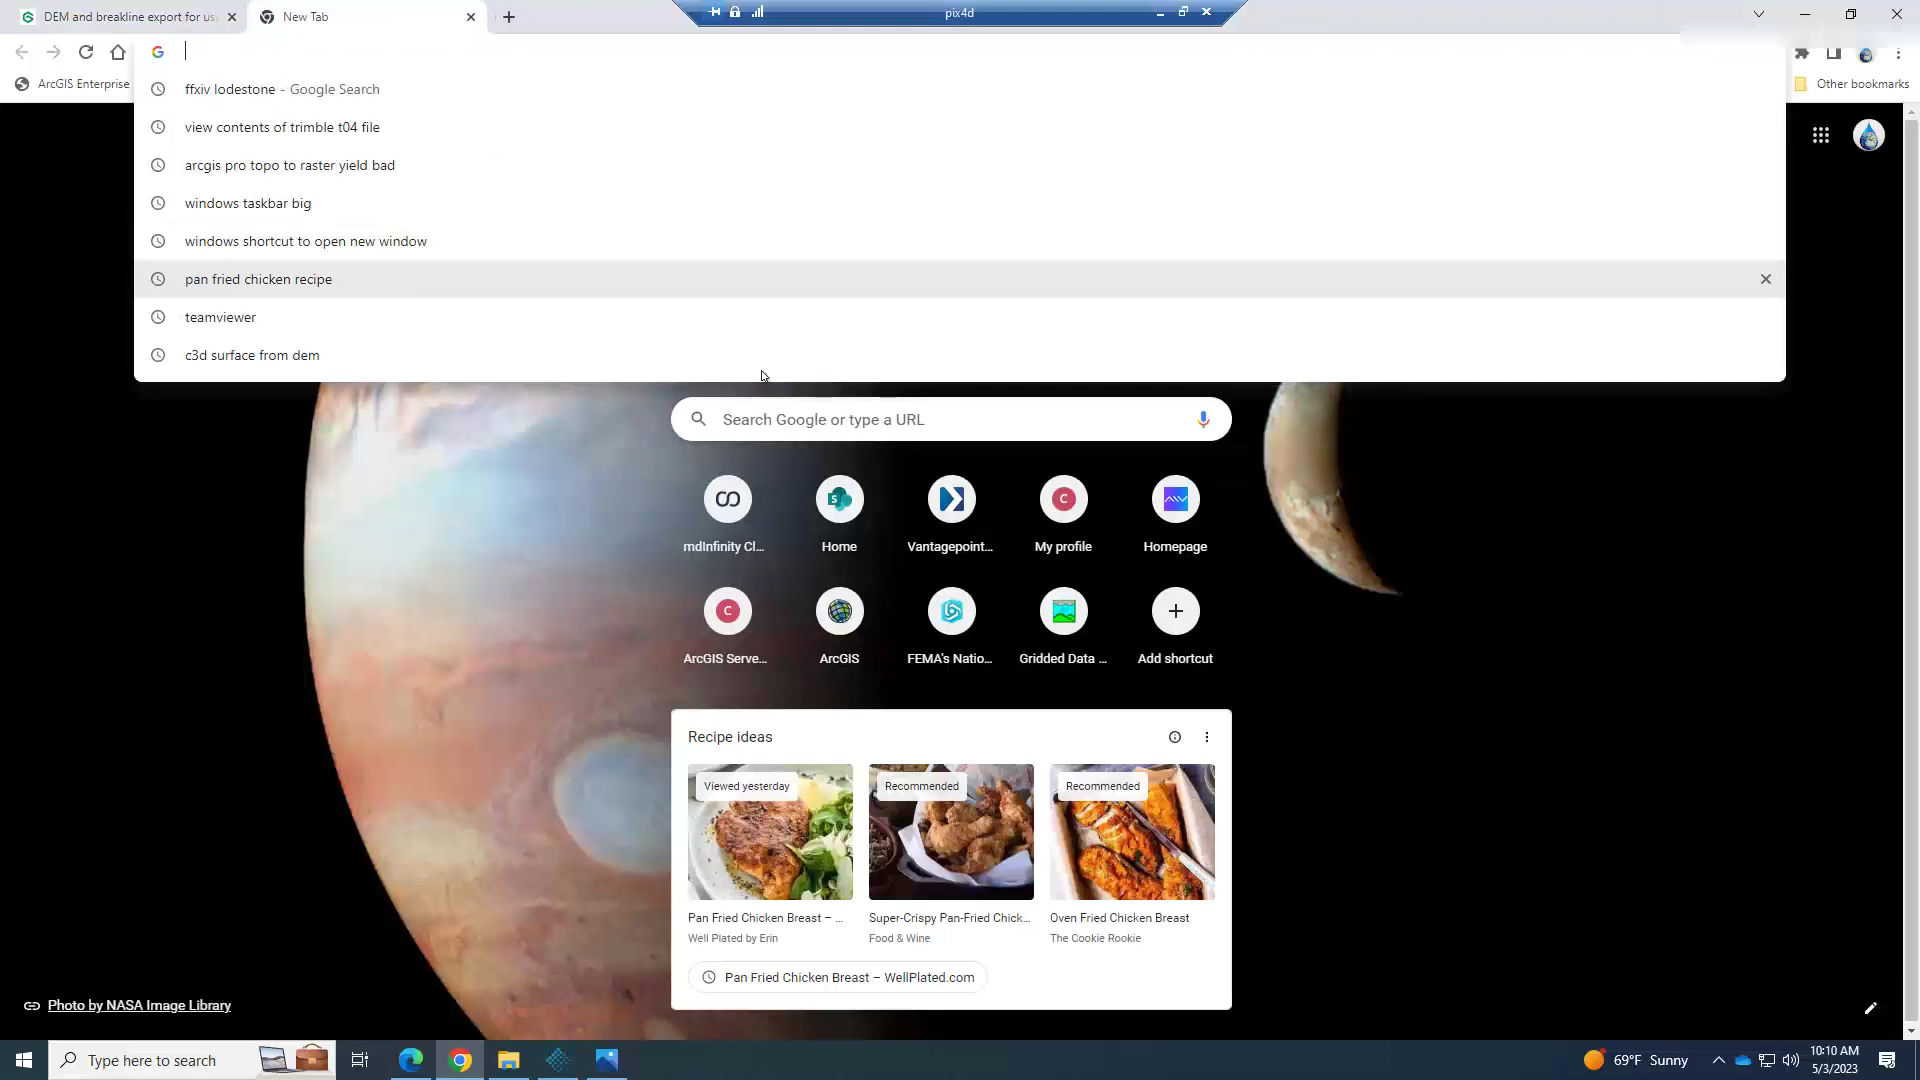 DEM and breakline export for us
New Tab
pix4d
ArcGIS Enterprise
Other bookmarks
ffxiv lodestone - Google Search
view contents of trimble t04 file
arcgis pro topo to raster yield bad
windows taskbar big
windows shortcut to open new window
pan fried chicken recipe
teamviewer
c3d surface from dem
Search Google or type a URL
mdInfinity Cl...
Home
Vantagepoint...
My profile
Homepage
C
C
ArcGIS Serve...
ArcGIS
FEMA's Natio...
Gridded Data ...
Add shortcut
Recipe ideas
Viewed yesterday
Recommended
Recommended
Pan Fried Chicken Breast – ...
Super-Crispy Pan-Fried Chick...
Oven Fried Chicken Breast
Well Plated by Erin
Food & Wine
The Cookie Rookie
Pan Fried Chicken Breast – WellPlated.com
Photo by NASA Image Library
Type here to search
69°F Sunny
10:10 AM
5/3/2023